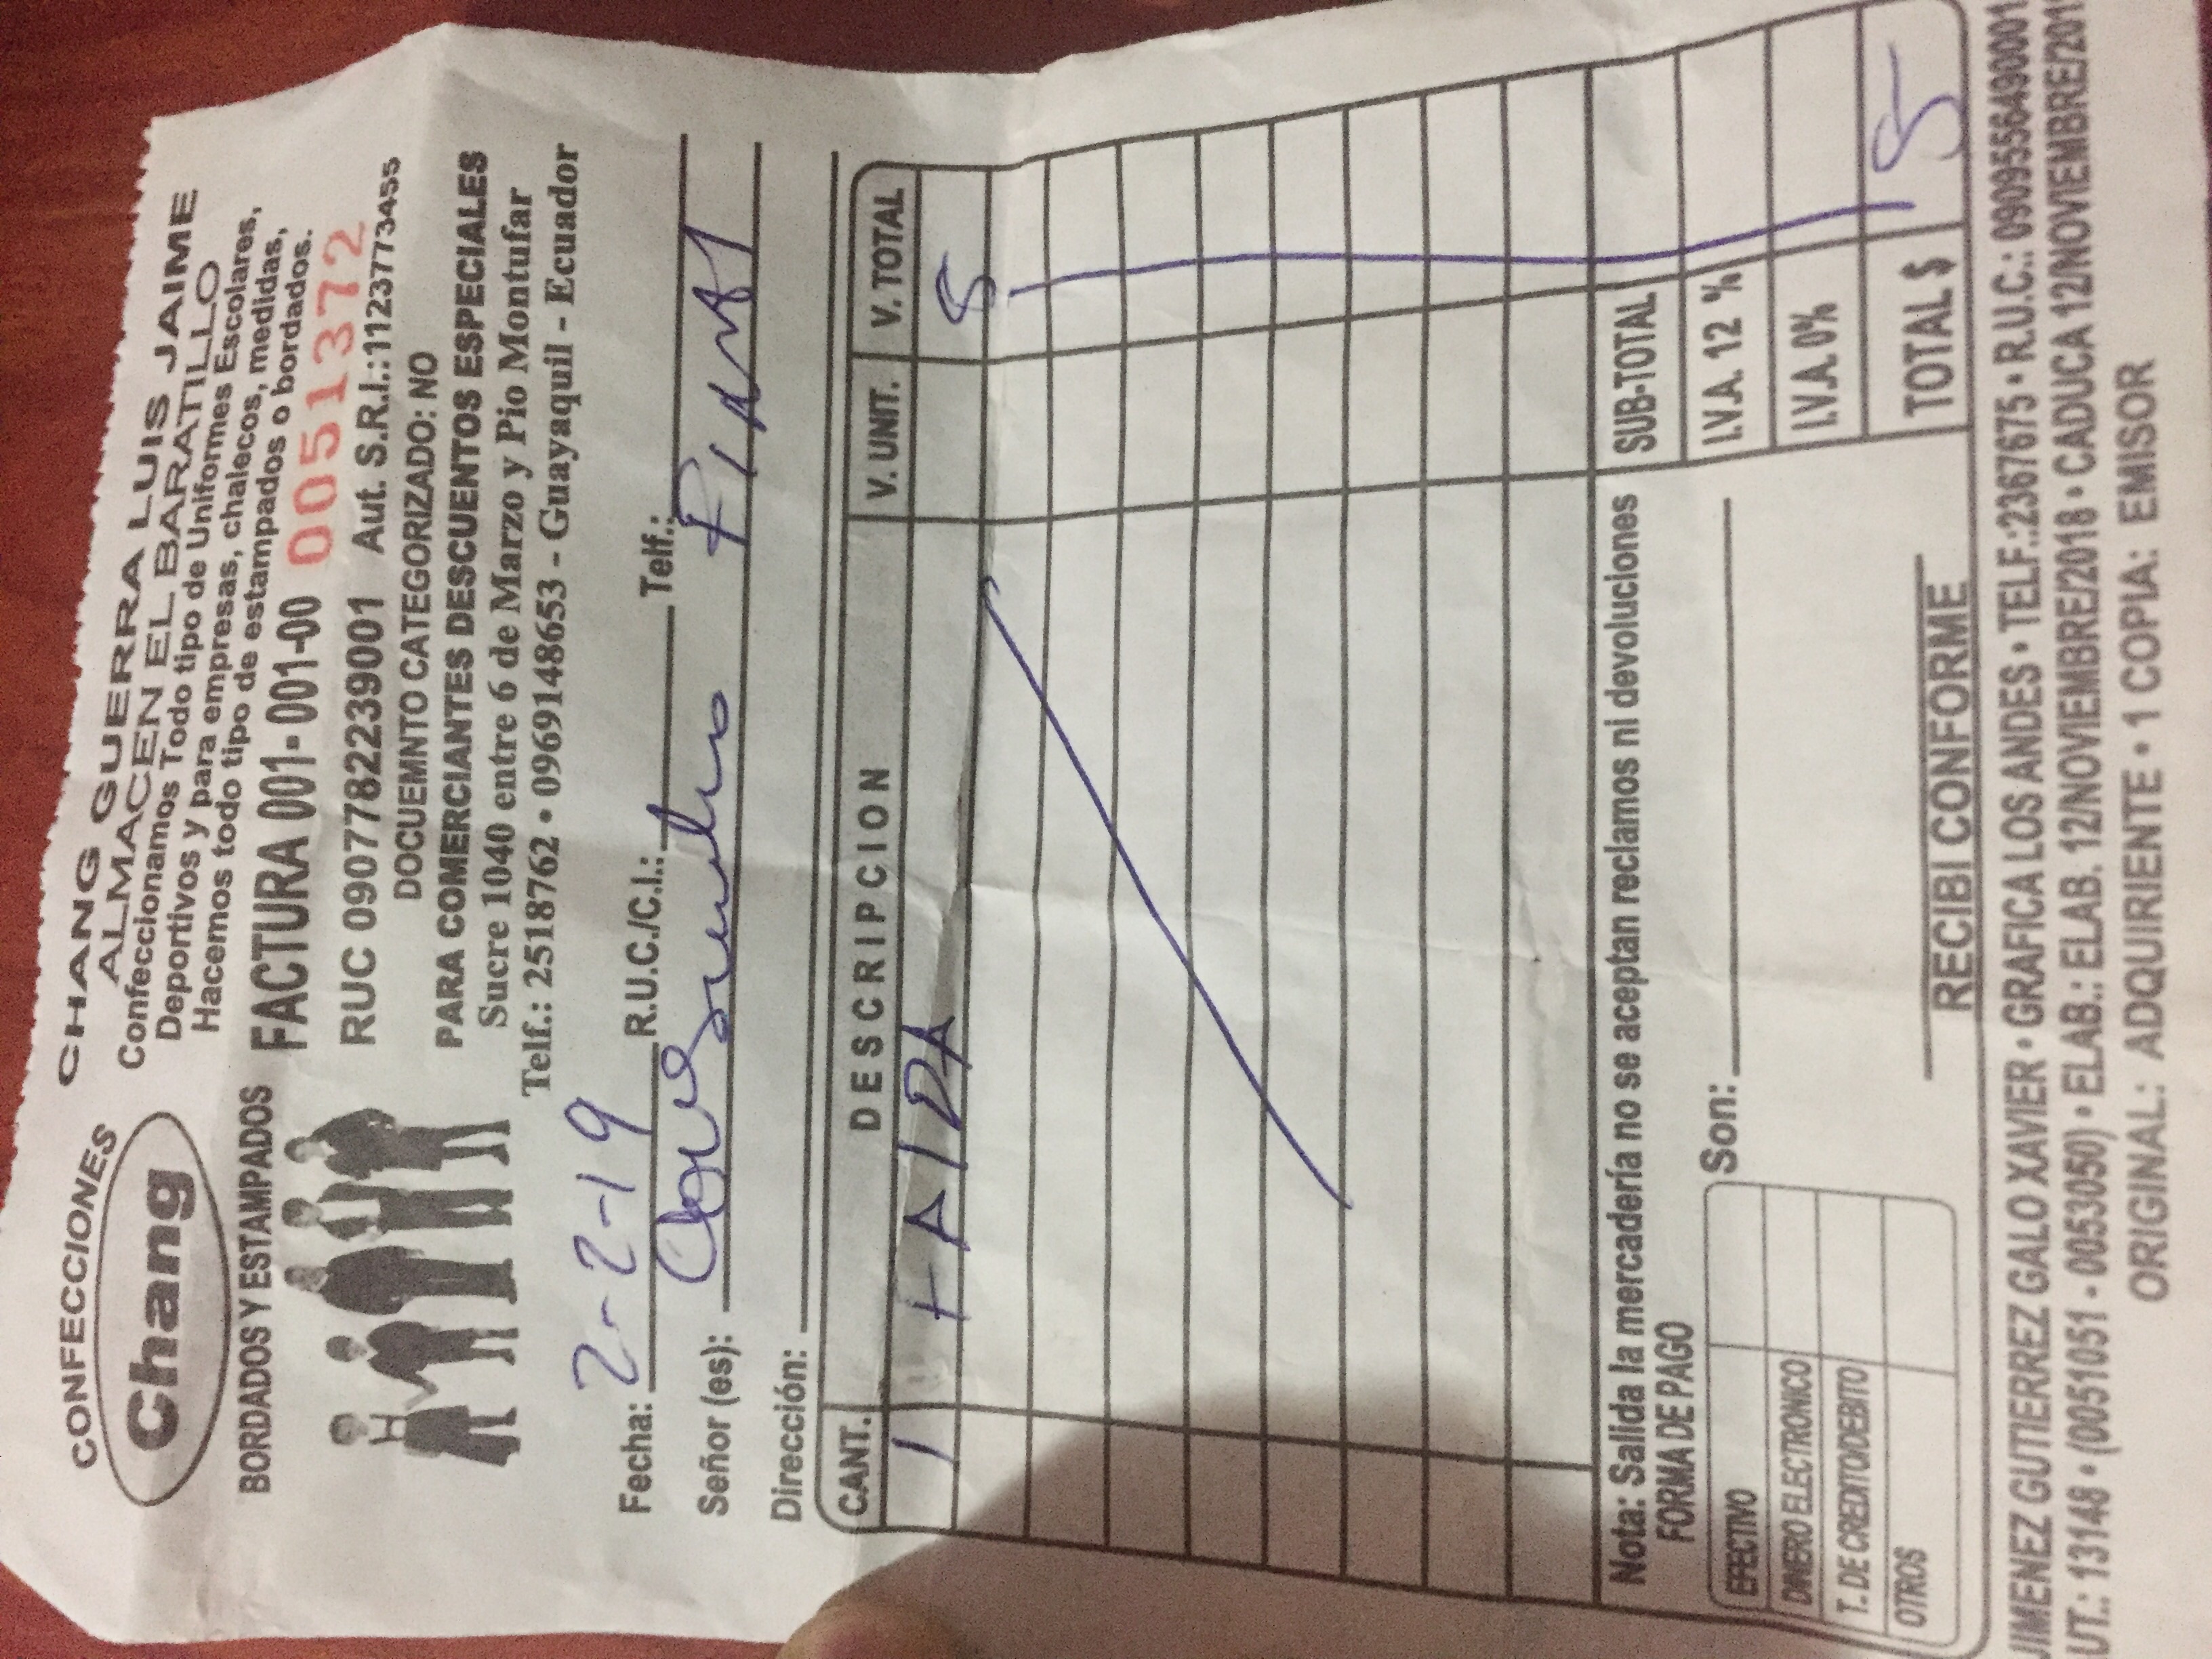 CONFECCIONES
Chang
BORDADOS Y ESTAMPADOS
CHANG GUERRA LUIS JAIME
ALMACEN EL BARATILLO
Confeccionamos Todo tipo de Uniformes Escolares,
Deportivos y para empresas, chalecos, medidas,
Hacemos todo tipo de estampados o bordados.
FACTURA 001-001-00 0051372
RUC 0907782239001 Aut. S.R.I.:1123773455
DOCUEMNTO CATEGORIZADO: NO
PARA COMERCIANTES DESCUENTOS ESPECIALES
Sucre 1040 entre 6 de Marzo y Pio Montufar
Telf.: 2518762 • 0969148653 - Guayaquil - Ecuador
Fecha: 2-2-19 R.U.C./C.I.: Telf.:
Señor (es): Consumidor FINAl
Dirección:
CANT. DESCRIPCION V. UNIT. V. TOTAL
1 FAIDA 5
Nota: Salida la mercadería no se aceptan reclamos ni devoluciones
SUB-TOTAL
FORMA DE PAGO
EFECTIVO
DINERO ELECTRONICO
T. DE CREDITO/DEBITO
OTROS
Son:
I.V.A. 12 %
I.V.A. 0%
TOTAL $ 5
RECIBI CONFORME
JIMENEZ GUTIERREZ GALO XAVIER • GRAFICA LOS ANDES • TELF.:2367675 • R.U.C.: 0909556490001
UT.: 13148 • (0051051 - 0053050) • ELAB.: ELAB. 12/NOVIEMBRE/2018 • CADUCA 12/NOVIEMBRE/201
ORIGINAL: ADQUIRIENTE • 1 COPIA: EMISOR